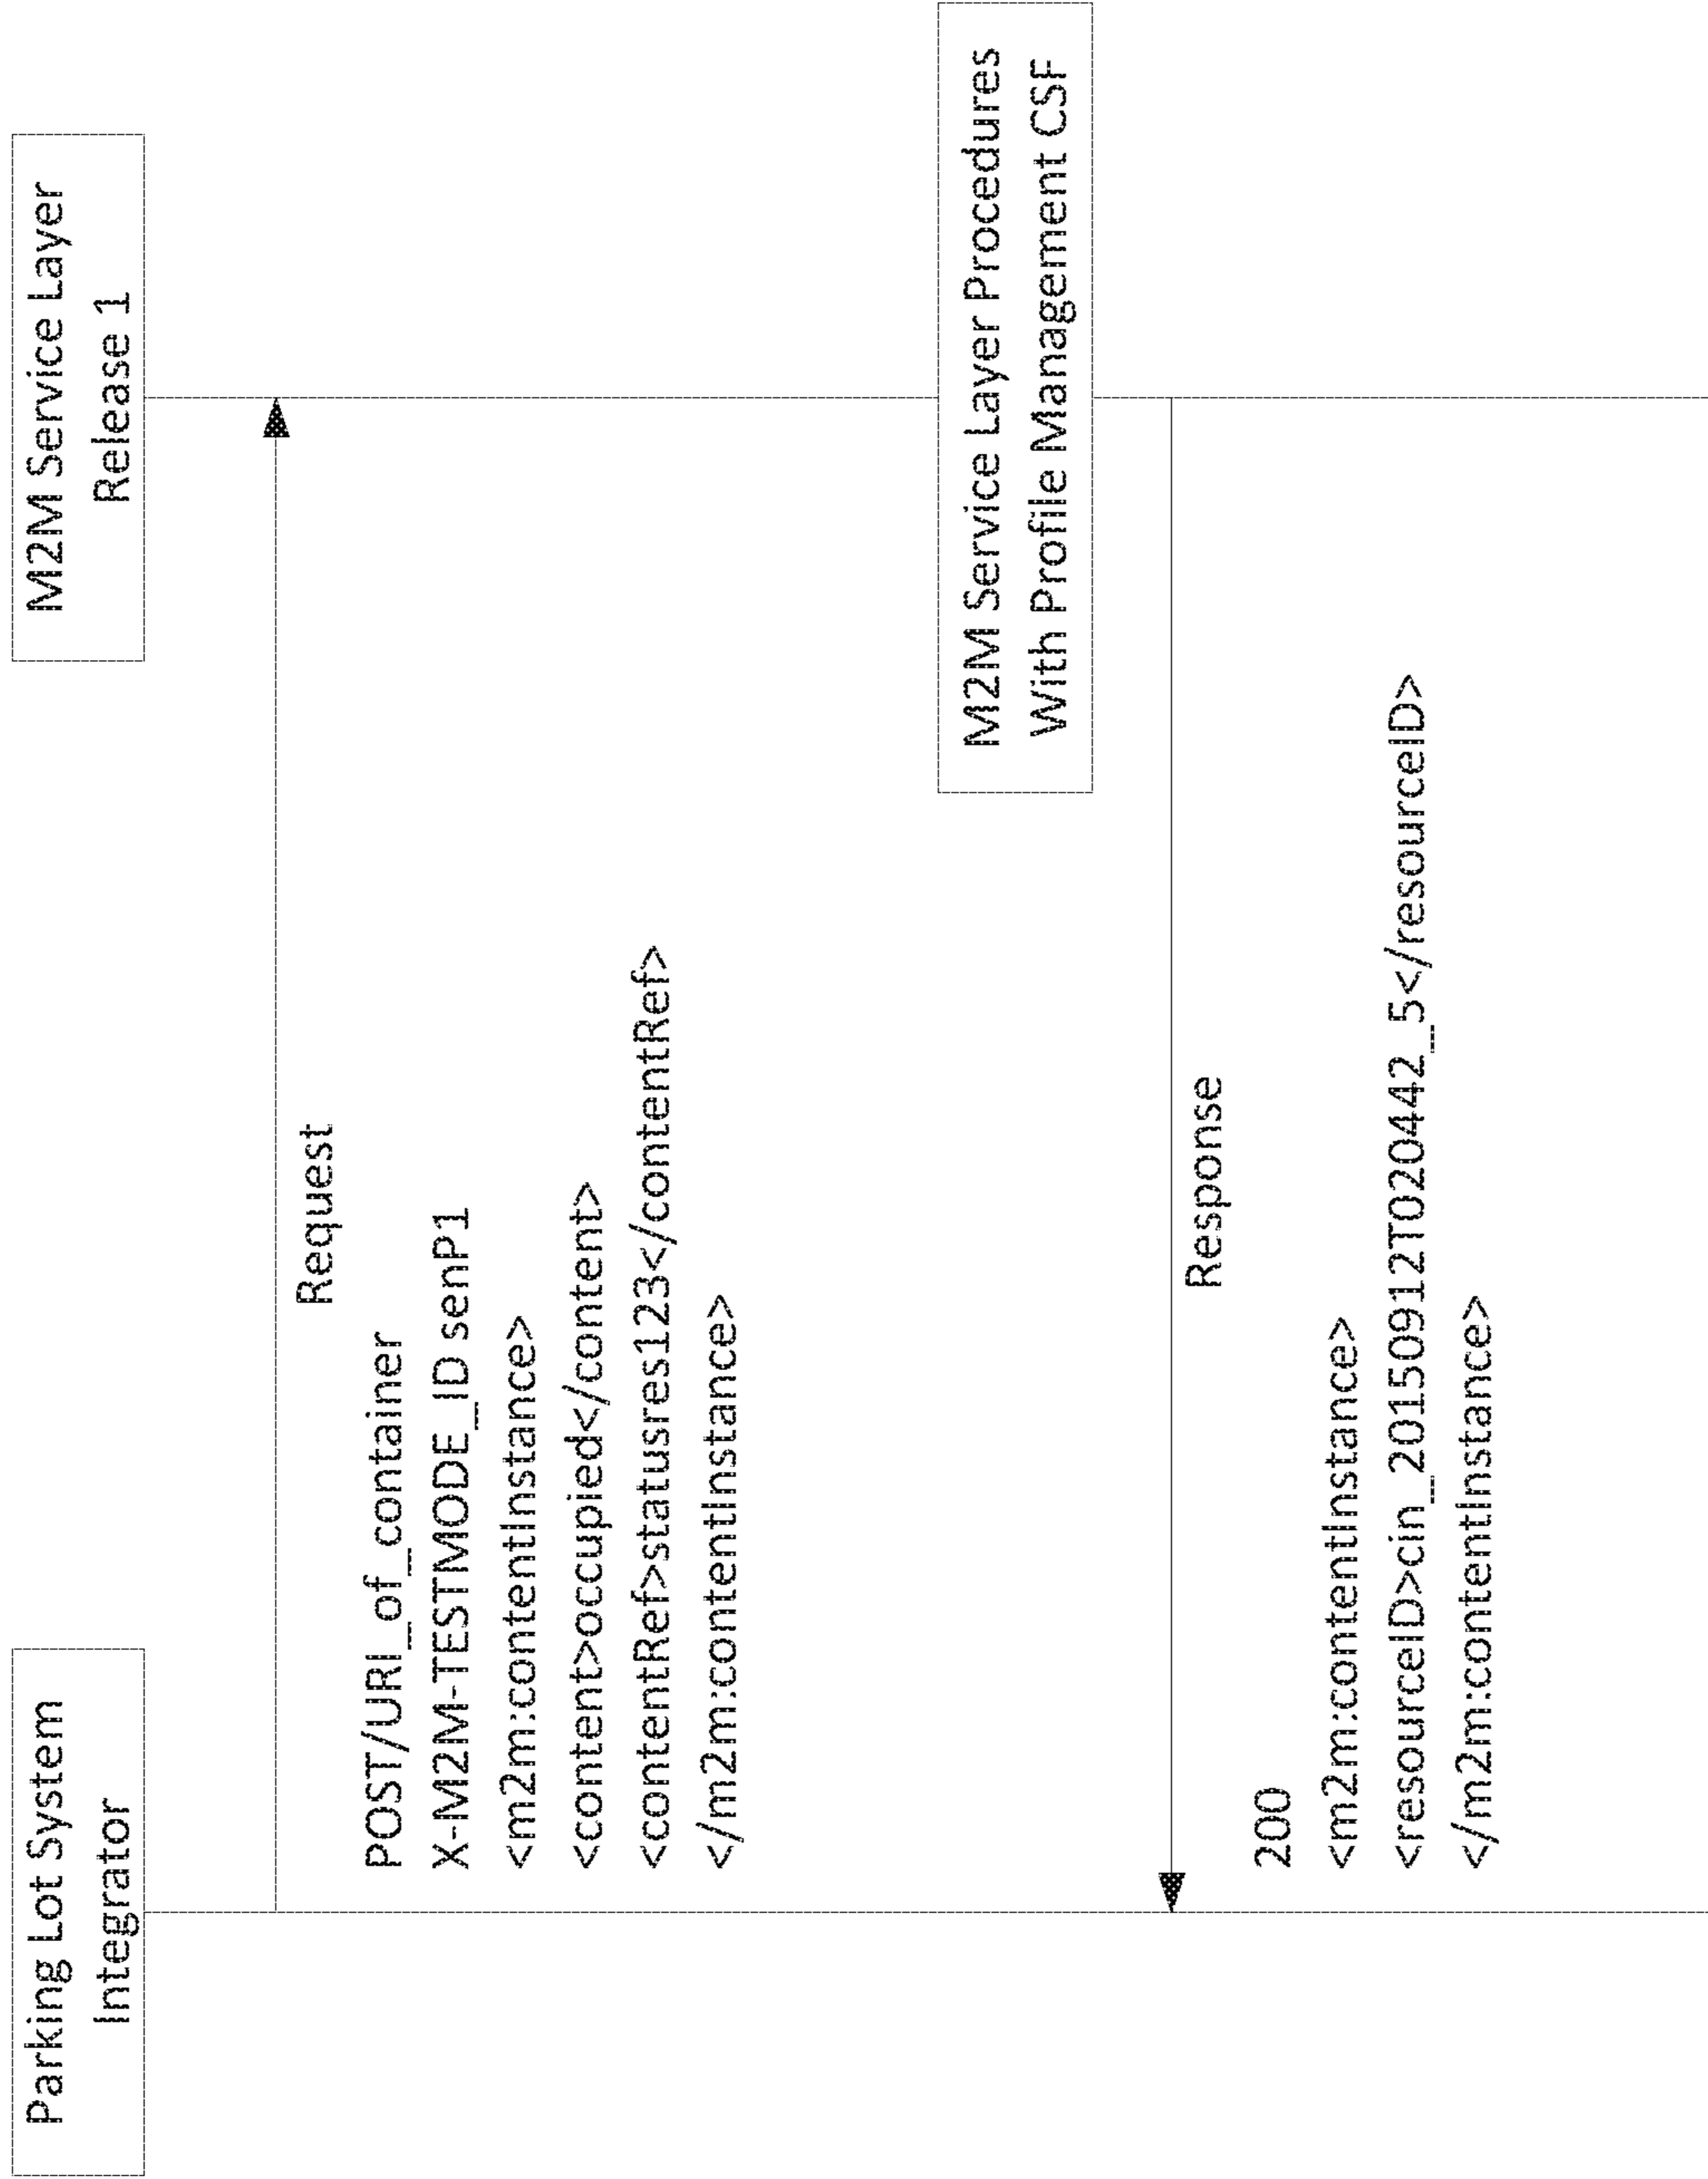 Parking Lot System
Integrator
M2M Service Layer
Release 1
Request
POST/URI_of_container
X-M2M-TESTMODE_ID senP1
<m2m:contentInstance>
<content>occupied</content>
<contentRef>statusres123</contentRef>
</m2m:contentInstance>
M2M Service Layer Procedures
With Profile Management CSF
Response
200
<m2m:contentInstance>
<resourceID>cin_20150912T020442_5</resourceID>
</m2m:contentInstance>